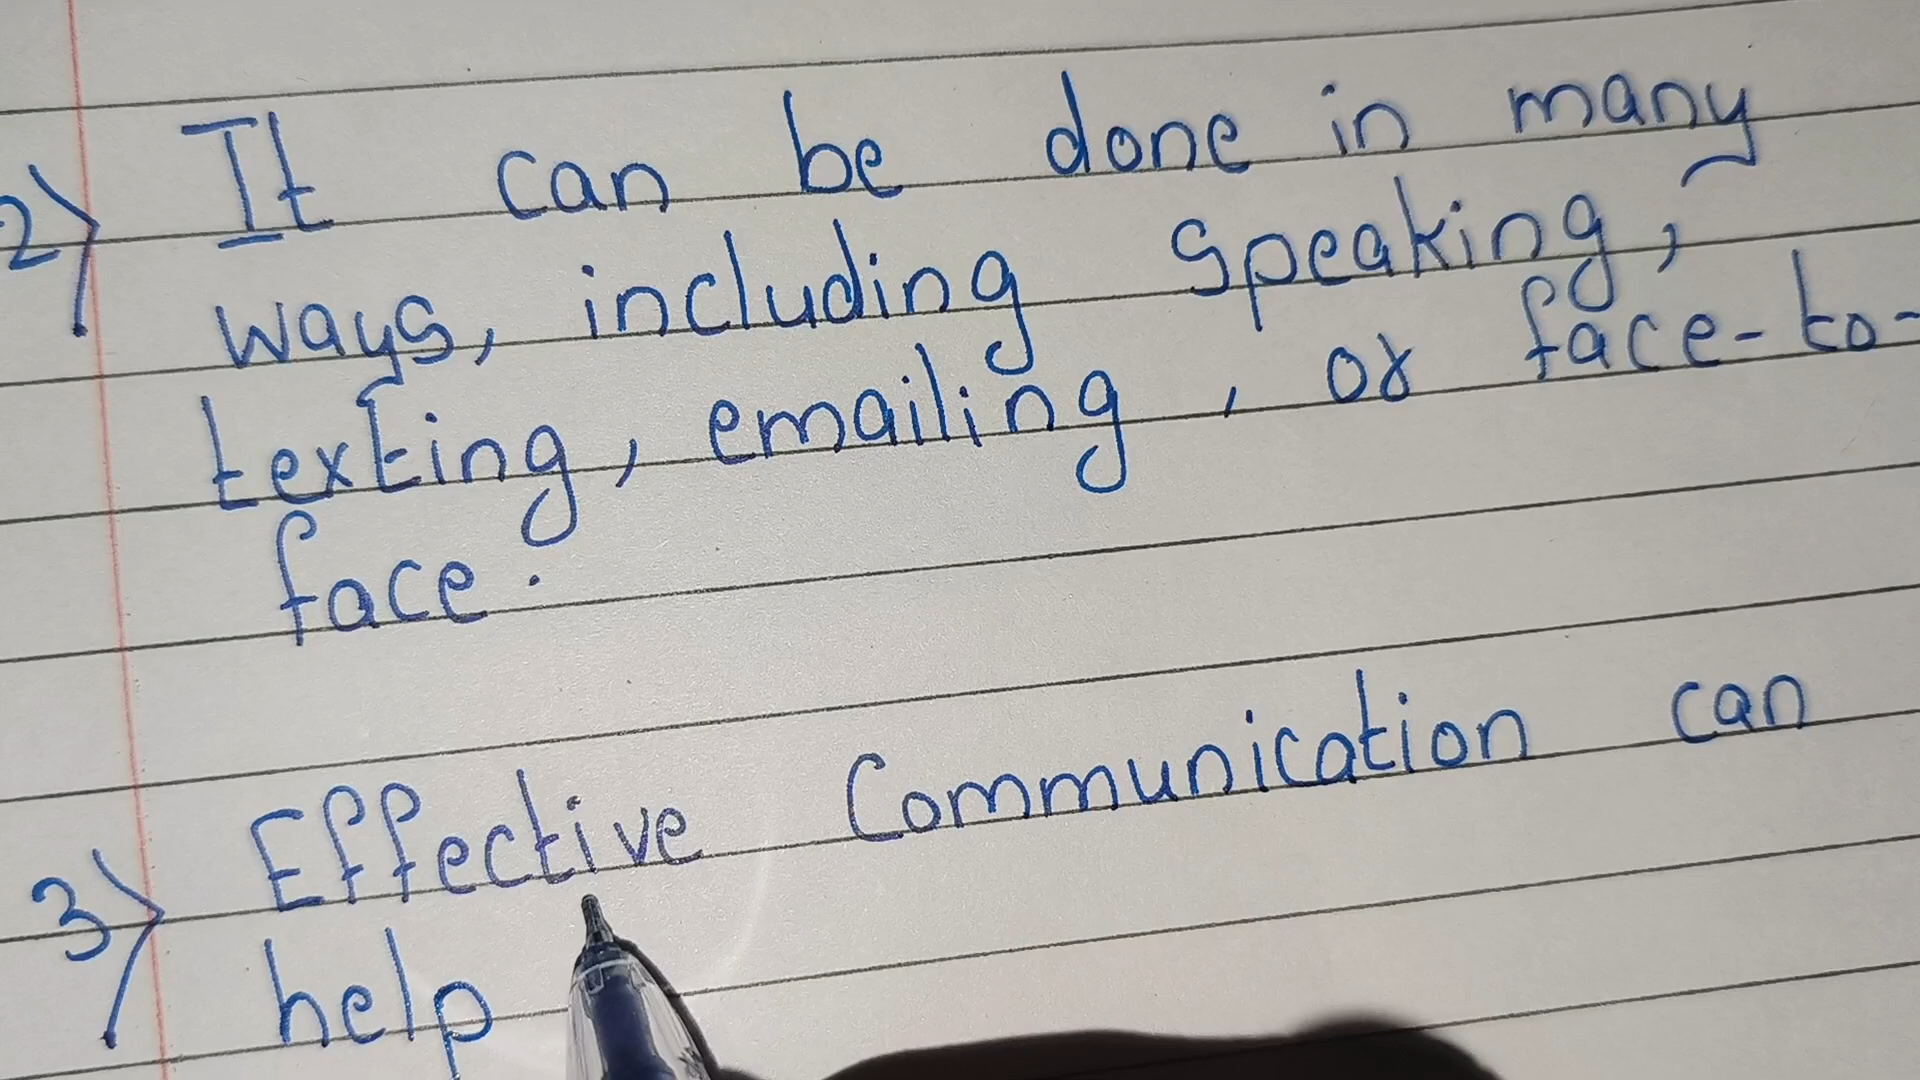 2) It can be done in many
ways, including speaking,
texting, emailing, or face-to-
face.
3) Effective Communication can
help